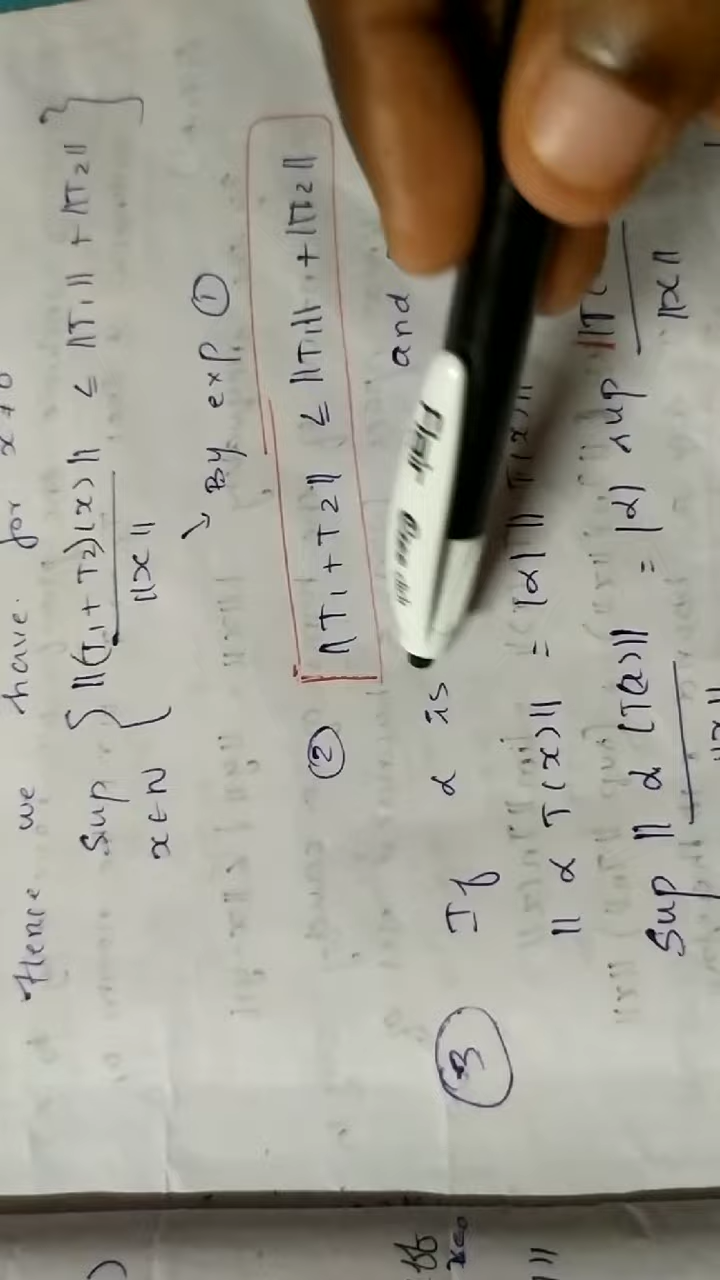 Hence we have for x ≠ 0
Sup { ||(T₁ + T₂)(x)|| / ||x|| } ≤ ||T₁|| + ||T₂||
x ∈ N
↘ By exp ①
② ||T₁ + T₂|| ≤ ||T₁|| + ||T₂||
③ If α is and
||α T(x)|| = |α| || T(x)||
Sup ||α (T(x)|| / ||x|| = |α| sup ||T( / ||x||
Flair